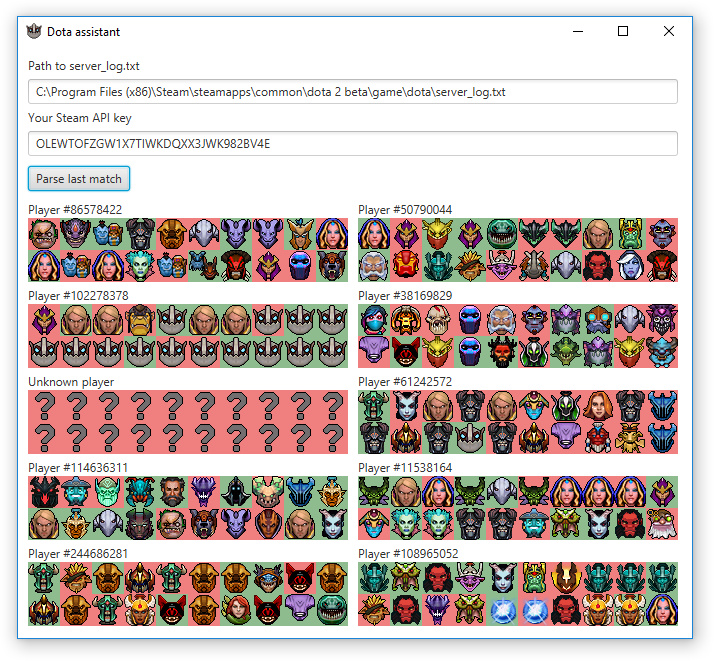 Dota assistant
Path to server_log.txt
C:\Program Files (x86)\Steam\steamapps\common\dota 2 beta\game\dota\server_log.txt
Your Steam API key
OLEWTOFZGW1X7TIWKDQXX3JWK982BV4E
Parse last match
Player #86578422
Player #50790044
Player #102278378
Player #38169829
Unknown player
Player #61242572
Player #114636311
Player #11538164
Player #244686281
Player #108965052